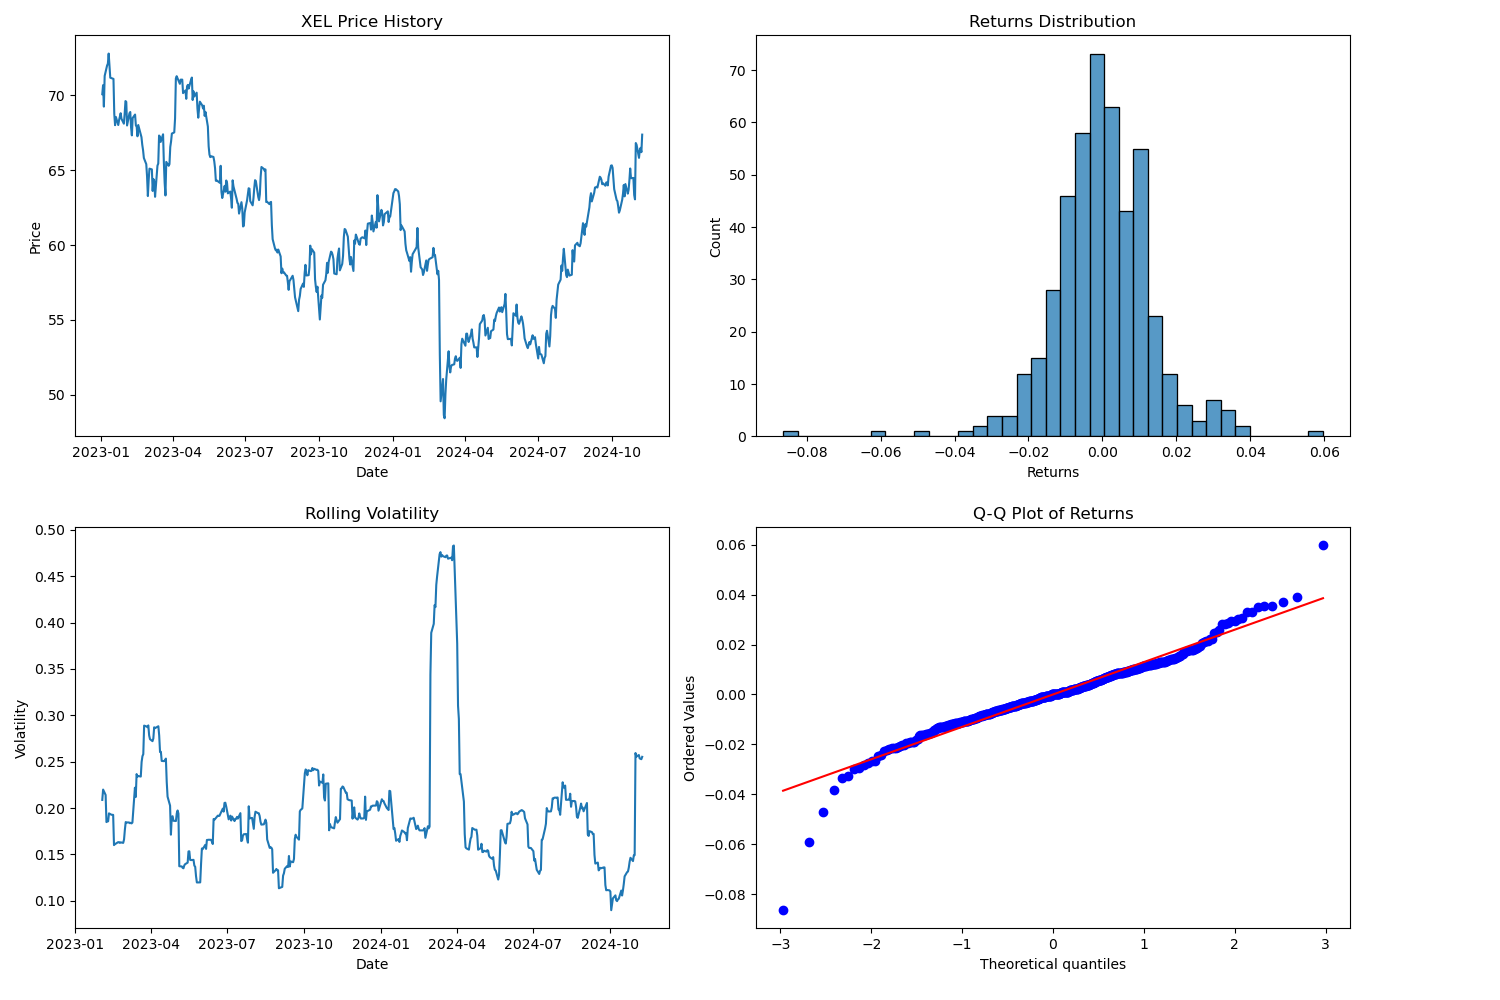 XEL Price History
Price
70
65
60
55
50
2023-01 2023-04 2023-07 2023-10 2024-01 2024-04 2024-07 2024-10
Date
Returns Distribution
Count
70
60
50
40
30
20
10
0
−0.08 −0.06 −0.04 −0.02 0.00 0.02 0.04 0.06
Returns
Rolling Volatility
Volatility
0.50
0.45
0.40
0.35
0.30
0.25
0.20
0.15
0.10
2023-01 2023-04 2023-07 2023-10 2024-01 2024-04 2024-07 2024-10
Date
Q-Q Plot of Returns
Ordered Values
0.06
0.04
0.02
0.00
−0.02
−0.04
−0.06
−0.08
−3 −2 −1 0 1 2 3
Theoretical quantiles